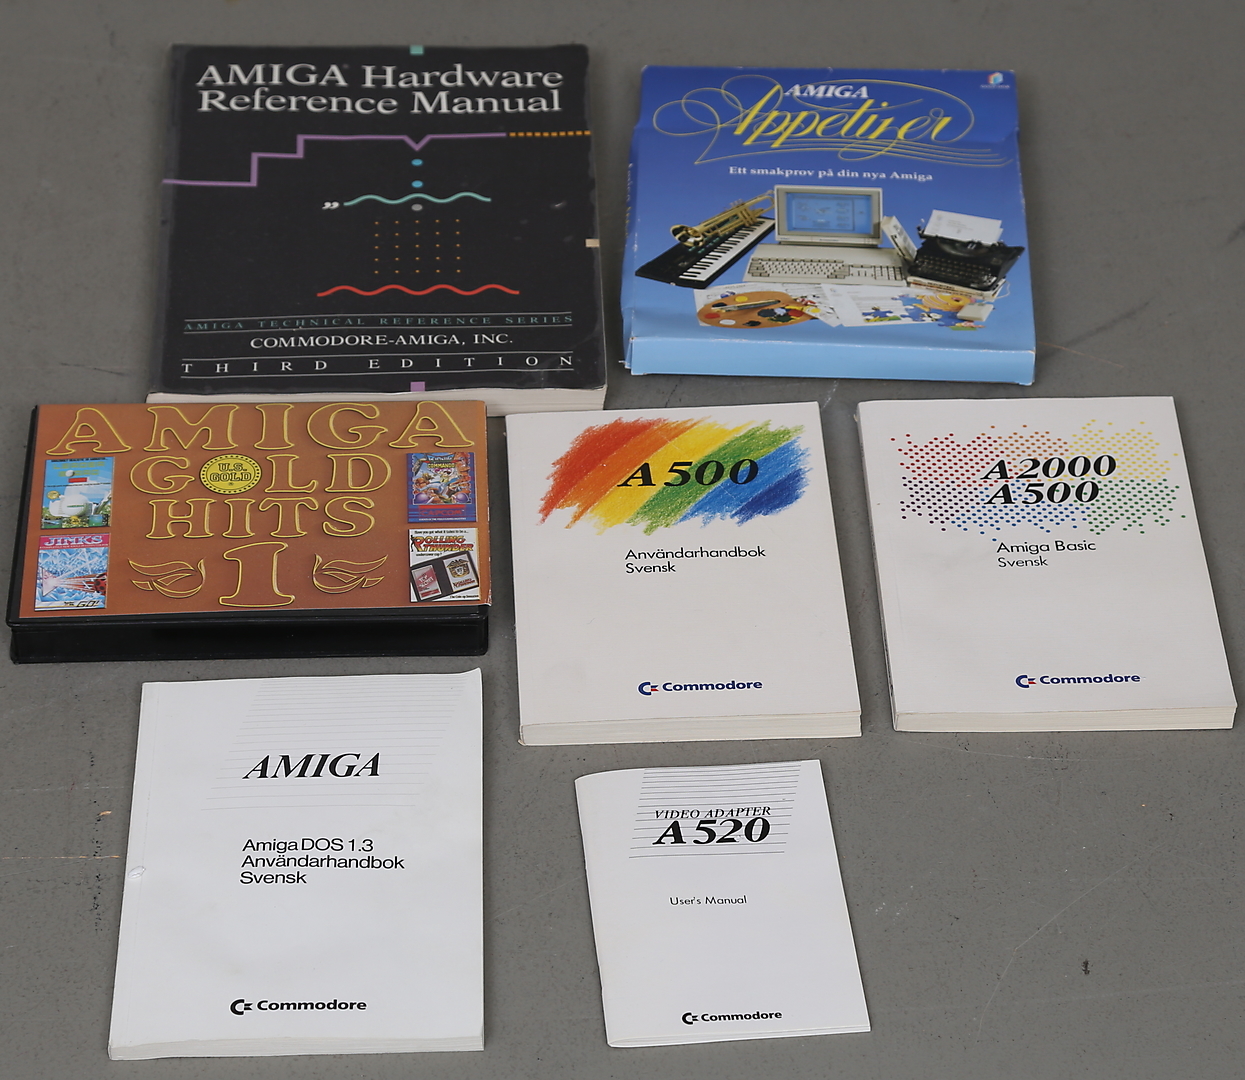 AMIGA® Hardware
Reference Manual
”
AMIGA TECHNICAL REFERENCE SERIES
COMMODORE-AMIGA, INC.
THIRD EDITION
AMIGA
Appetizer
Ett smakprov på din nya Amiga
AMIGA
GOLD
U.S.
GOLD
HITS
1
COMMANDO
CAPCOM
JINKS
ROLLING
THUNDER
GO!
A500
Användarhandbok
Svensk
Commodore
A2000
A500
Amiga Basic
Svensk
Commodore
AMIGA
Amiga DOS 1.3
Användarhandbok
Svensk
Commodore
VIDEO ADAPTER
A520
User's Manual
Commodore